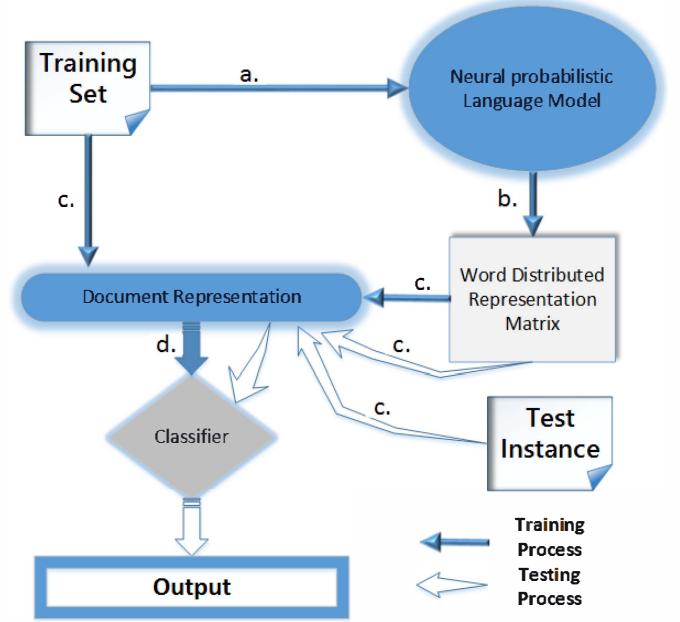 Training
Set
a.
Neural probabilistic
Language Model
c.
b.
Document Representation
c.
Word Distributed
Representation
Matrix
d.
c.
c.
Classifier
Test
Instance
Training
Process
Testing
Process
Output